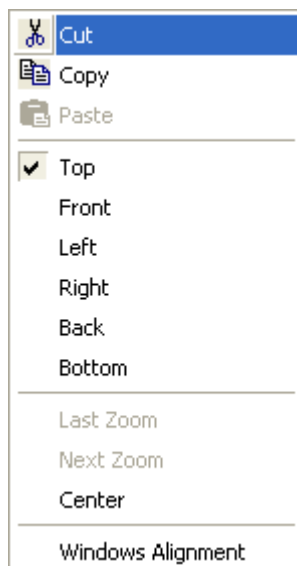 Cut
Copy
Paste
Top
Front
Left
Right
Back
Bottom
Last Zoom
Next Zoom
Center
Windows Alignment